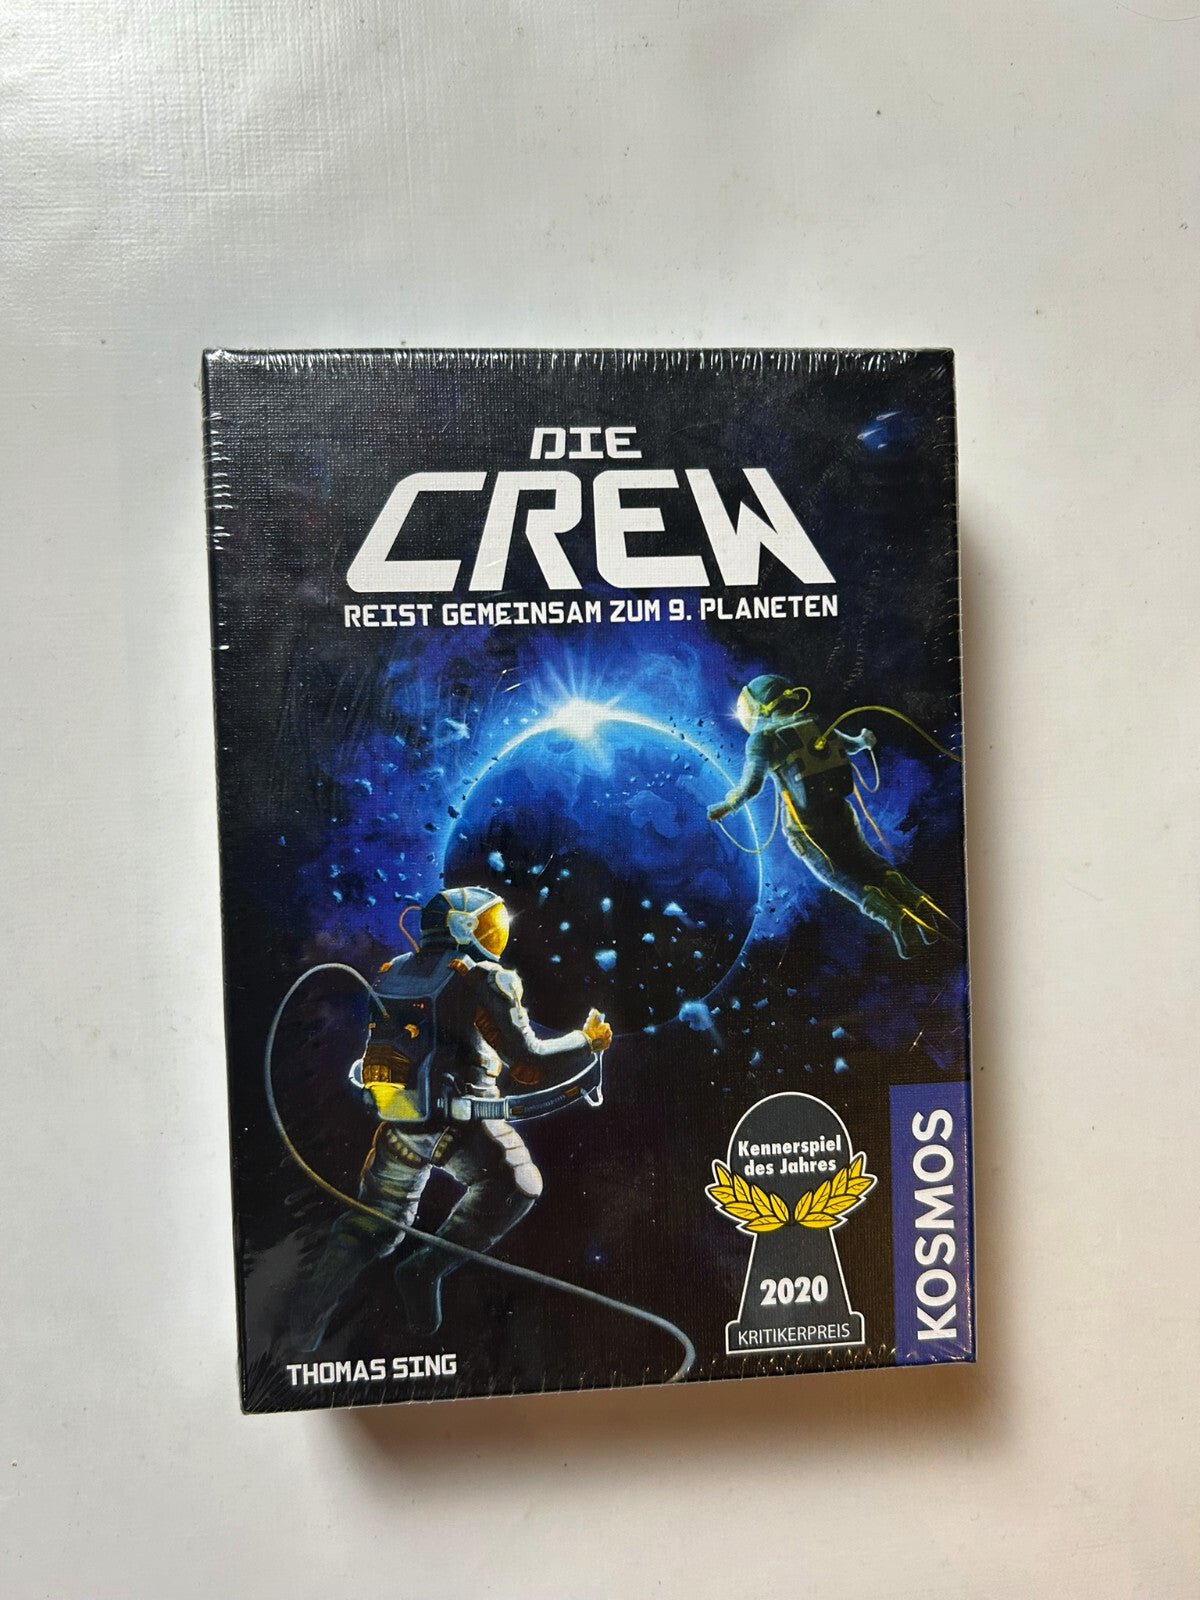 DIE
CREW
REIST GEMEINSAM ZUM 9. PLANETEN
Kennerspiel
des Jahres
2020
KRITIKERPREIS
KOSMOS
THOMAS SING